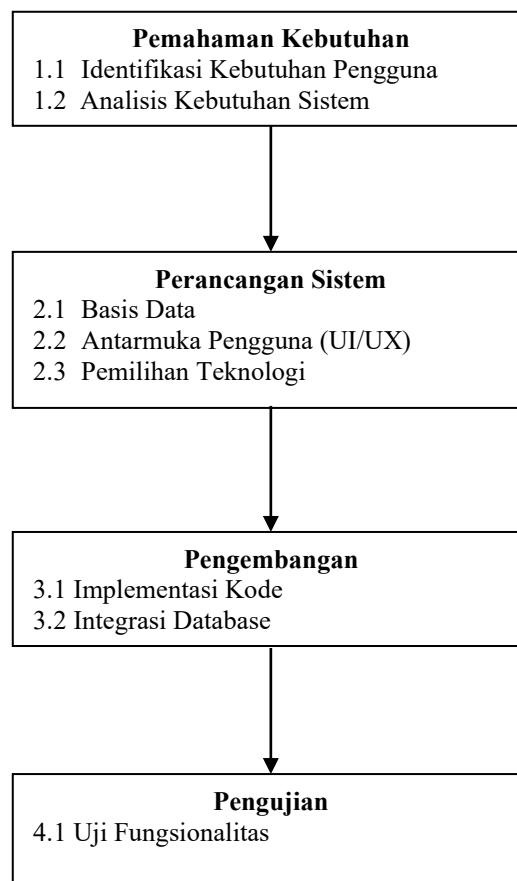 Pemahaman Kebutuhan
1.1 Identifikasi Kebutuhan Pengguna
1.2 Analisis Kebutuhan Sistem
Perancangan Sistem
2.1 Basis Data
2.2 Antarmuka Pengguna (UI/UX)
2.3 Pemilihan Teknologi
Pengembangan
3.1 Implementasi Kode
3.2 Integrasi Database
Pengujian
4.1 Uji Fungsionalitas